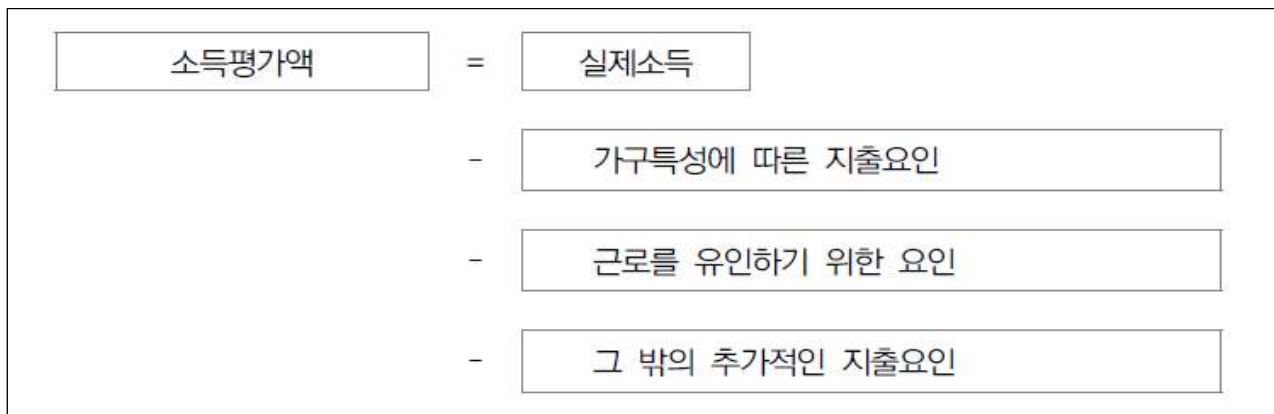 소득평가액 = 실제소득
- 가구특성에 따른 지출요인
- 근로를 유인하기 위한 요인
- 그 밖의 추가적인 지출요인